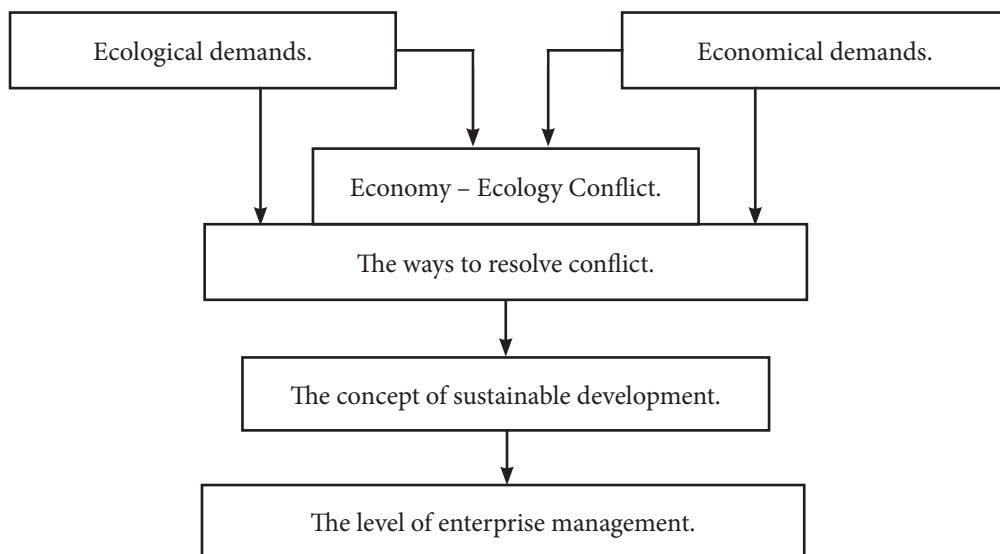 Ecological demands.
Economical demands.
Economy – Ecology Conflict.
The ways to resolve conflict.
The concept of sustainable development.
The level of enterprise management.